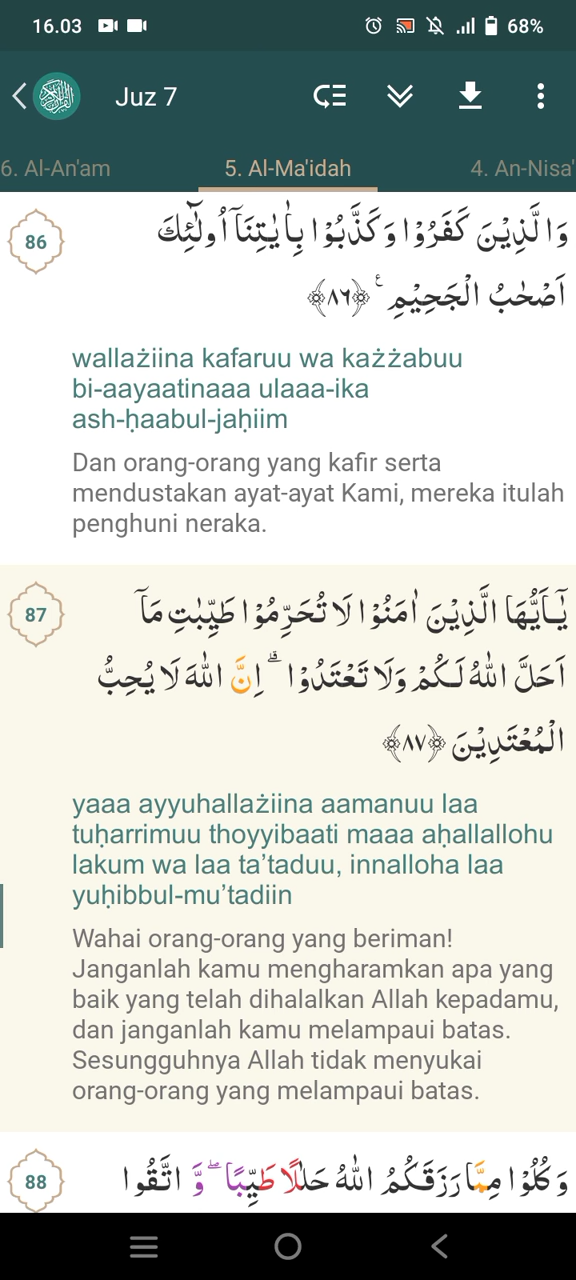 16.03 68%
Juz 7
6. Al-An'am 5. Al-Ma'idah 4. An-Nisa'
86
وَالَّذِيْنَ كَفَرُوْا وَكَذَّبُوْا بِاٰيٰتِنَآ اُولٰۤىِٕكَ
اَصْحٰبُ الْجَحِيْمِ ࣖ ﴿٨٦﴾
wallażiina kafaruu wa każżabuu
bi-aayaatinaaa ulaaa-ika
ash-ḥaabul-jaḥiim
Dan orang-orang yang kafir serta
mendustakan ayat-ayat Kami, mereka itulah
penghuni neraka.
87
يٰٓاَيُّهَا الَّذِيْنَ اٰمَنُوْا لَا تُحَرِّمُوْا طَيِّبٰتِ مَآ
اَحَلَّ اللّٰهُ لَكُمْ وَلَا تَعْتَدُوْا ۗ اِنَّ اللّٰهَ لَا يُحِبُّ
الْمُعْتَدِيْنَ ﴿٨٧﴾
yaaa ayyuhallażiina aamanuu laa
tuḥarrimuu thoyyibaati maaa aḥallallohu
lakum wa laa ta’taduu, innalloha laa
yuḥibbul-mu’tadiin
Wahai orang-orang yang beriman!
Janganlah kamu mengharamkan apa yang
baik yang telah dihalalkan Allah kepadamu,
dan janganlah kamu melampaui batas.
Sesungguhnya Allah tidak menyukai
orang-orang yang melampaui batas.
88
وَكُلُوْا مِمَّا رَزَقَكُمُ اللّٰهُ حَلٰلًا طَيِّبًا ۖ وَّاتَّقُوا